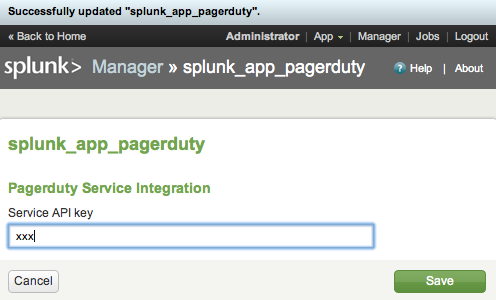 Successfully updated "splunk_app_pagerduty".
« Back to Home Administrator | App | Manager | Jobs | Logout
splunk> Manager » splunk_app_pagerduty ? Help | About
splunk_app_pagerduty
Pagerduty Service Integration
Service API key
xxx
Cancel Save